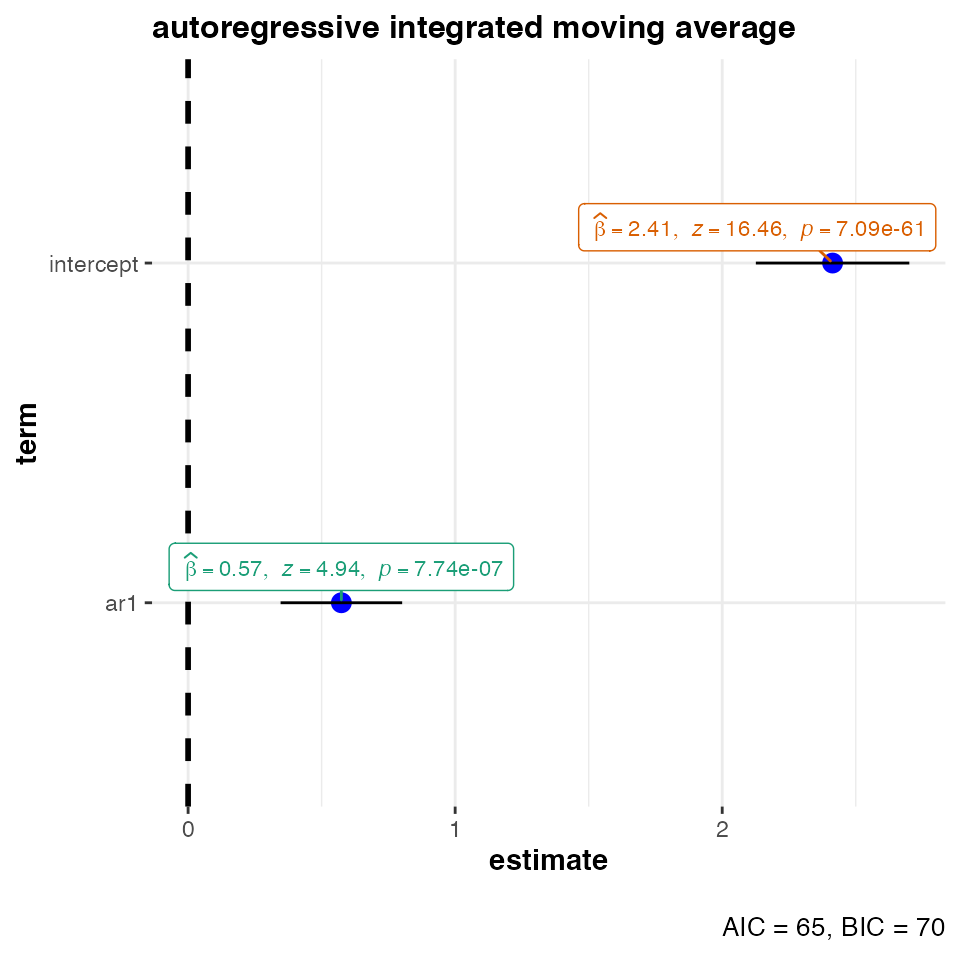 autoregressive integrated moving average
β̂ = 2.41, z = 16.46, p = 7.09e-61
intercept
term
β̂ = 0.57, z = 4.94, p = 7.74e-07
ar1
0 1 2
estimate
AIC = 65, BIC = 70